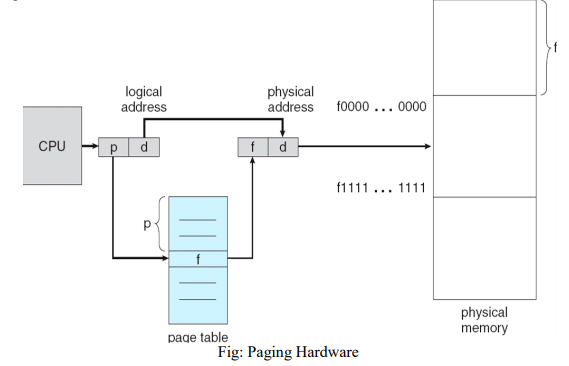 f
logical
address
physical
address
f0000 ... 0000
CPU
p
d
f
d
f1111 ... 1111
p
f
physical
memory
page table
Fig: Paging Hardware